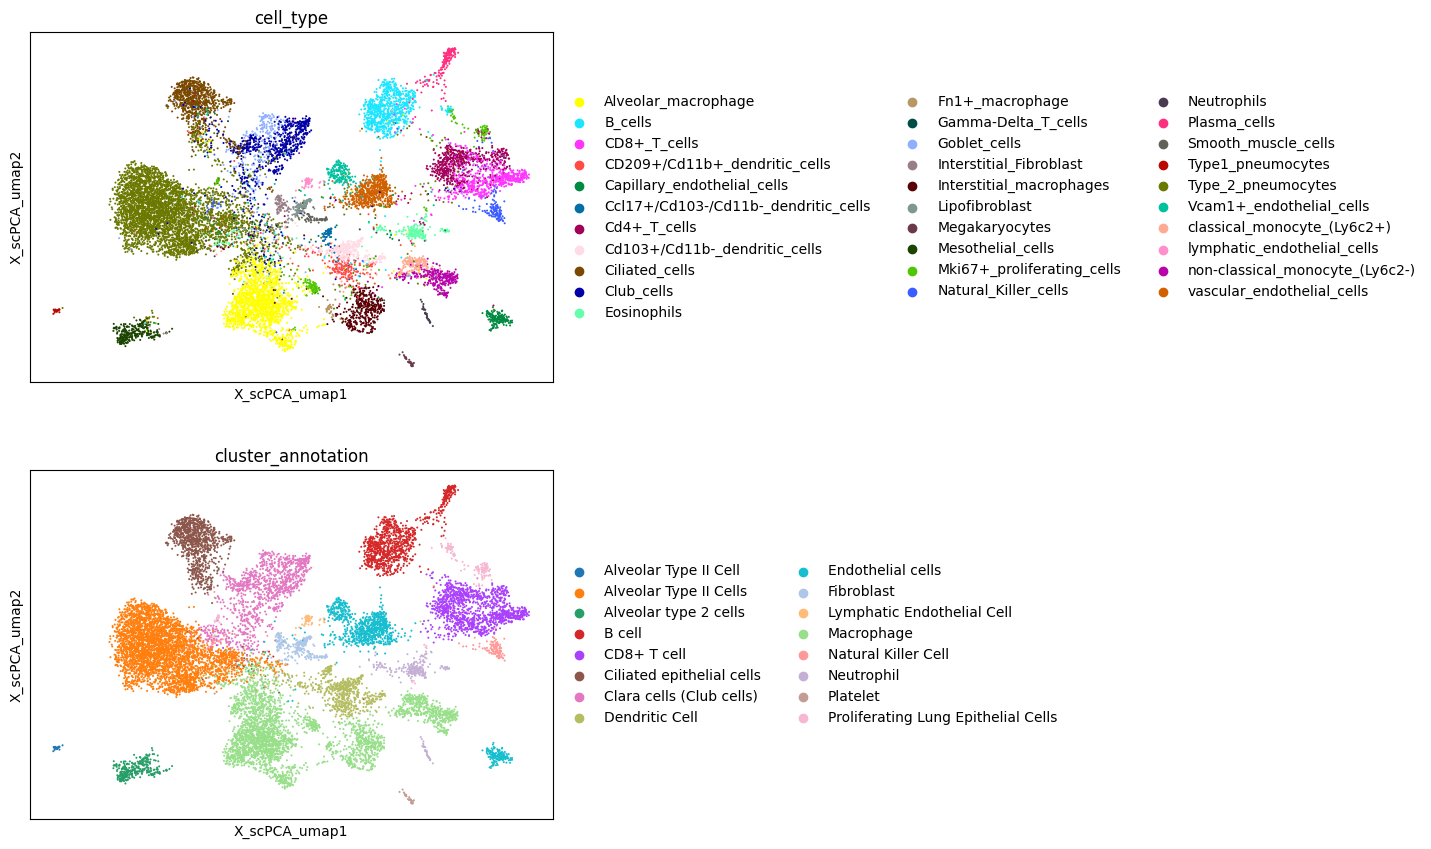 cell_type
X_scPCA_umap2
X_scPCA_umap1
Alveolar_macrophage
B_cells
CD8+_T_cells
CD209+/Cd11b+_dendritic_cells
Capillary_endothelial_cells
Ccl17+/Cd103-/Cd11b-_dendritic_cells
Cd4+_T_cells
Cd103+/Cd11b-_dendritic_cells
Ciliated_cells
Club_cells
Eosinophils
Fn1+_macrophage
Gamma-Delta_T_cells
Goblet_cells
Interstitial_Fibroblast
Interstitial_macrophages
Lipofibroblast
Megakaryocytes
Mesothelial_cells
Mki67+_proliferating_cells
Natural_Killer_cells
Neutrophils
Plasma_cells
Smooth_muscle_cells
Type1_pneumocytes
Type_2_pneumocytes
Vcam1+_endothelial_cells
classical_monocyte_(Ly6c2+)
lymphatic_endothelial_cells
non-classical_monocyte_(Ly6c2-)
vascular_endothelial_cells
cluster_annotation
X_scPCA_umap2
X_scPCA_umap1
Alveolar Type II Cell
Alveolar Type II Cells
Alveolar type 2 cells
B cell
CD8+ T cell
Ciliated epithelial cells
Clara cells (Club cells)
Dendritic Cell
Endothelial cells
Fibroblast
Lymphatic Endothelial Cell
Macrophage
Natural Killer Cell
Neutrophil
Platelet
Proliferating Lung Epithelial Cells